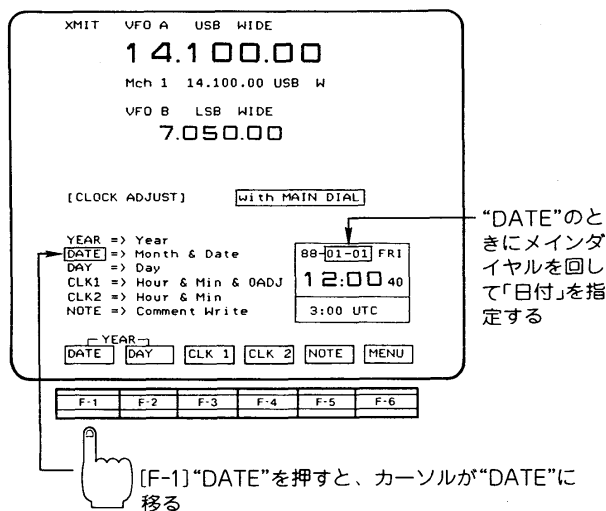 XMIT VFO A USB WIDE
14.100.00
Mch 1 14.100.00 USB W
VFO B LSB WIDE
7.050.00
[CLOCK ADJUST] with MAIN DIAL
YEAR => Year
DATE => Month & Date
DAY => Day
CLK1 => Hour & Min & 0ADJ
CLK2 => Hour & Min
NOTE => Comment Write
88-01-01 FRI
12:00 40
3:00 UTC
YEAR
DATE DAY CLK 1 CLK 2 NOTE MENU
F-1 F-2 F-3 F-4 F-5 F-6
“DATE”のと
きにメインダ
イヤルを回し
て「日付」を指
定する
[F-1]“DATE”を押すと、カーソルが“DATE”に
移る